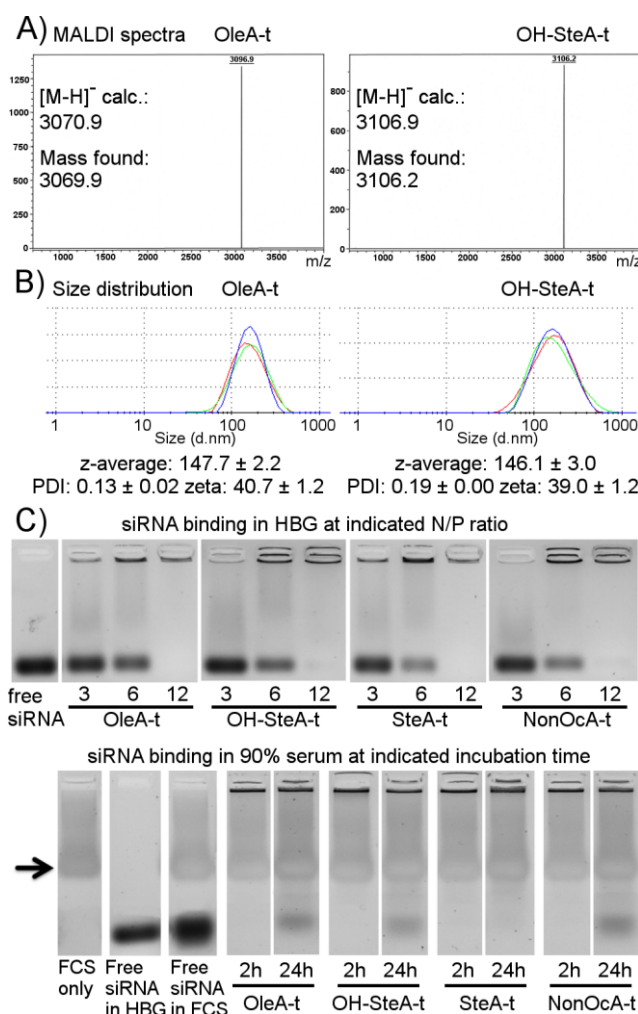 A) MALDI spectra OleA-t OH-SteA-t
3096.9 3106.2
1250 1000 750 500 250 0
[M-H]⁻ calc.:
3070.9
Mass found:
3069.9
1000 1500 2000 2500 3000 3500 m/z
800 600 400 200 0
[M-H]⁻ calc.:
3106.9
Mass found:
3106.2
1000 1500 2000 2500 3000 3500 m/z
B) Size distribution OleA-t OH-SteA-t
1 10 100 1000 1 10 100 1000
Size (d.nm) Size (d.nm)
z-average: 147.7 ± 2.2 z-average: 146.1 ± 3.0
PDI: 0.13 ± 0.02 zeta: 40.7 ± 1.2 PDI: 0.19 ± 0.00 zeta: 39.0 ± 1.2
C) siRNA binding in HBG at indicated N/P ratio
free siRNA
3 6 12 3 6 12 3 6 12 3 6 12
OleA-t OH-SteA-t SteA-t NonOcA-t
siRNA binding in 90% serum at indicated incubation time
FCS only
Free siRNA in HBG
Free siRNA in FCS
2h 24h 2h 24h 2h 24h 2h 24h
OleA-t OH-SteA-t SteA-t NonOcA-t